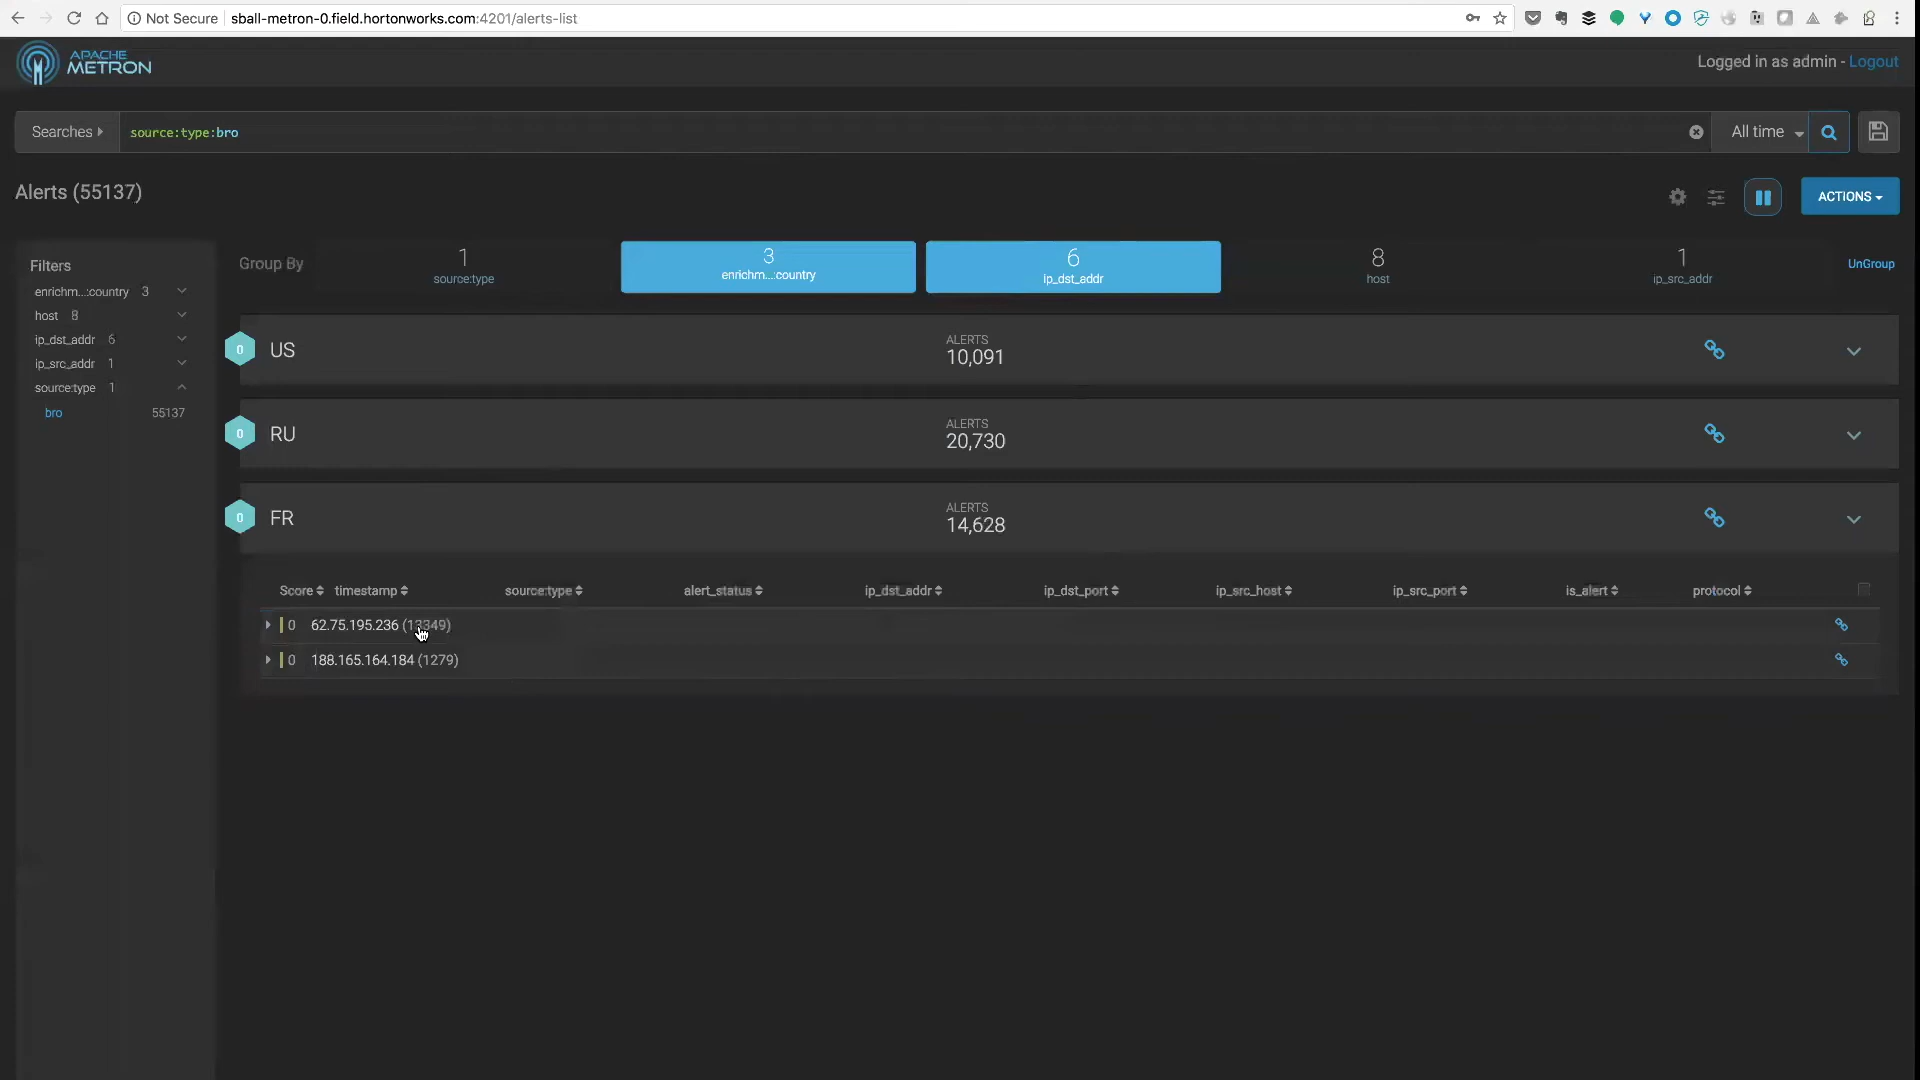 Not Secure sball-metron-0.field.hortonworks.com:4201/alerts-list
APACHE
METRON
Logged in as admin - Logout
Searches source:type:bro All time
Alerts (55137)
ACTIONS
Filters
enrichm...:country 3
host 8
ip_dst_addr 6
ip_src_addr 1
source:type 1
bro 55137
Group By
1
source:type
3
enrichm...:country
6
ip_dst_addr
8
host
1
ip_src_addr
UnGroup
0 US ALERTS
10,091
0 RU ALERTS
20,730
0 FR ALERTS
14,628
Score timestamp source:type alert_status ip_dst_addr ip_dst_port ip_src_host ip_src_port is_alert protocol
0 62.75.195.236 (13349)
0 188.165.164.184 (1279)